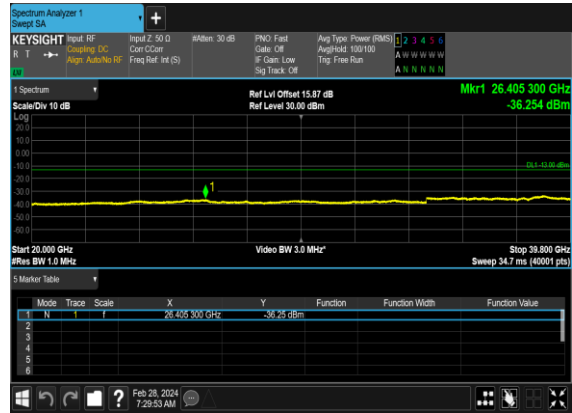 Spectrum Analyzer 1
Swept SA
+
KEYSIGHT Input: RF Input Z: 50 Ω #Atten: 30 dB PNO: Fast Avg Type: Power (RMS) 1 2 3 4 5 6
R T Coupling: DC Corr CCorr Gate: Off Avg|Hold: 100/100 A W W W W W
Align: Auto/No RF Freq Ref: Int (S) IF Gain: Low Trig: Free Run
Sig Track: Off A N N N N N
1 Spectrum
Ref Lvl Offset 15.87 dB Mkr1 26.405 300 GHz
Scale/Div 10 dB Ref Level 30.00 dBm -36.254 dBm
Log
20.0
10.0
0.00
-10.0
DL1 -13.00 dBm
-20.0
1
-30.0
-40.0
-50.0
-60.0
Start 20.000 GHz Video BW 3.0 MHz* Stop 39.800 GHz
#Res BW 1.0 MHz Sweep 34.7 ms (40001 pts)
5 Marker Table
Mode Trace Scale X Y Function Function Width Function Value
1 N 1 f 26.405 300 GHz -36.25 dBm
2
3
4
5
6
? Feb 28, 2024
7:29:53 AM